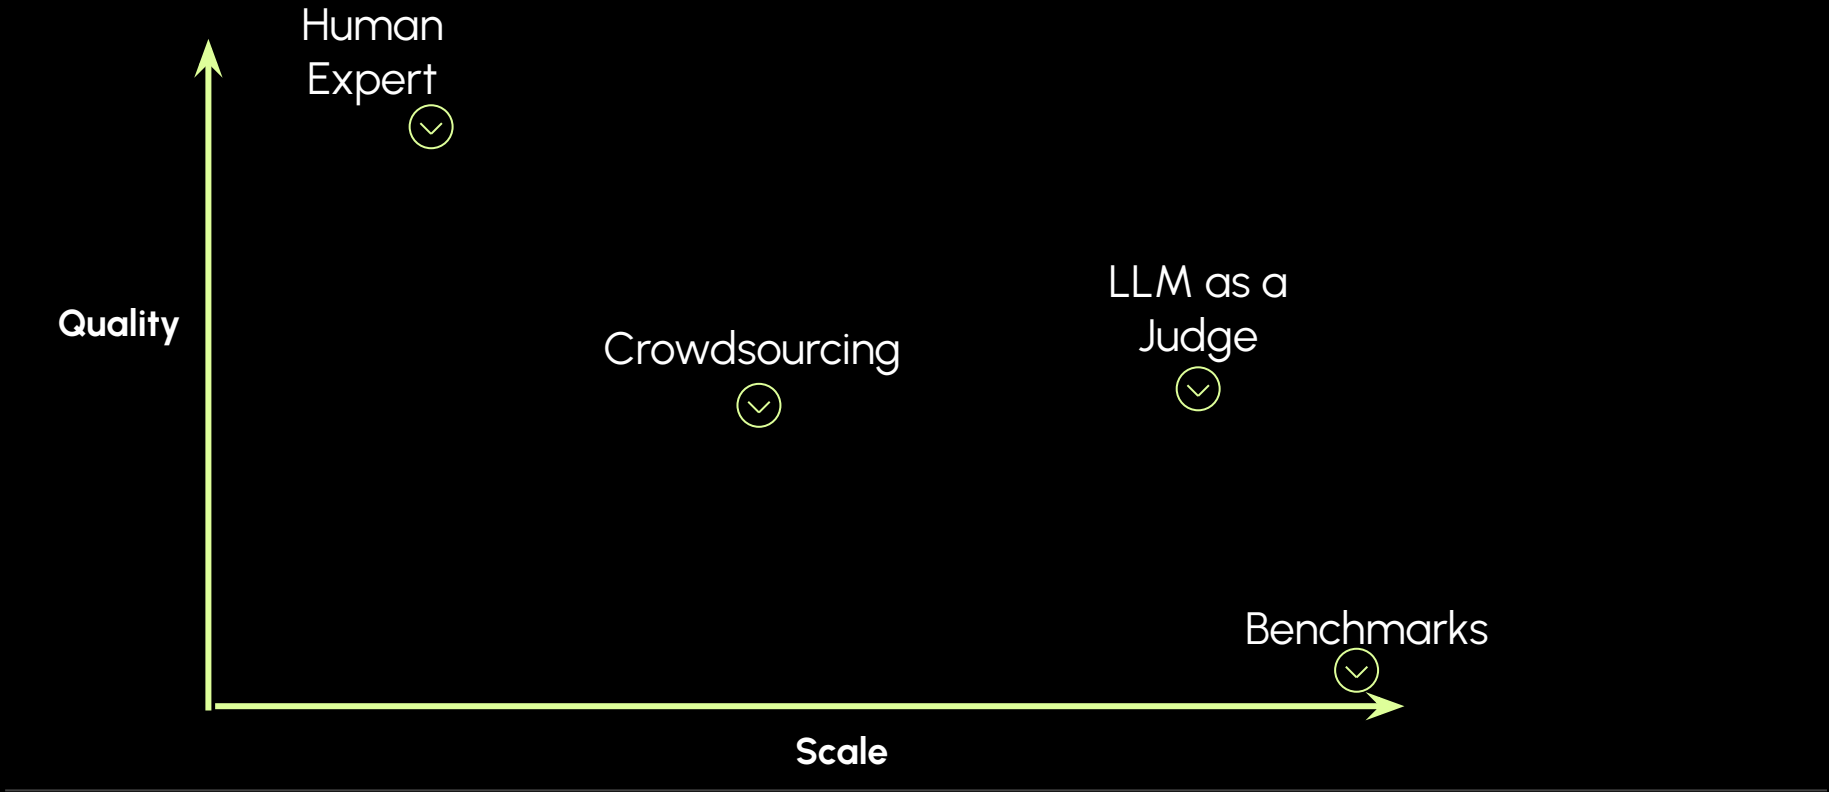 Human
Expert
Quality
LLM as a
Judge
Crowdsourcing
Benchmarks
Scale